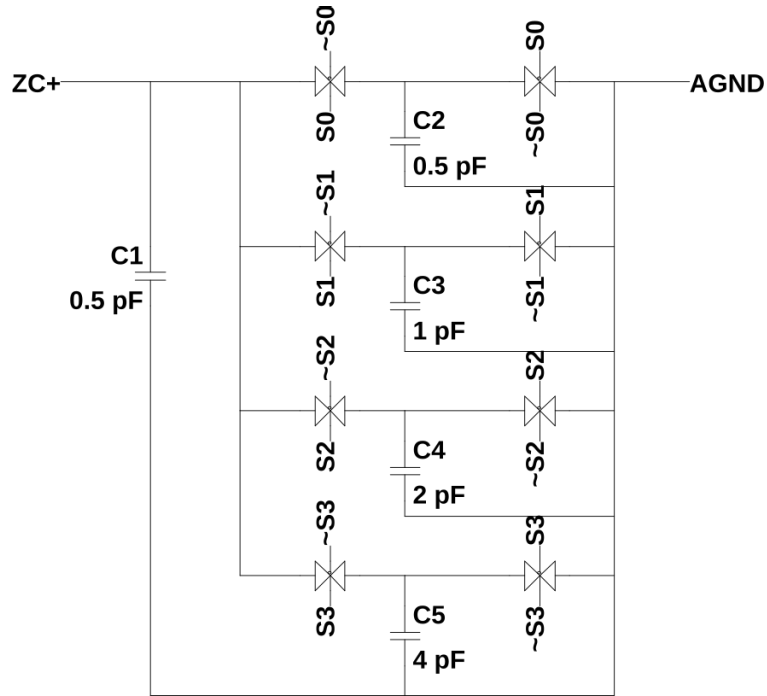 ~S0
S0
ZC+
AGND
S0
C2
~S0
0.5 pF
~S1
S1
C1
0.5 pF
S1
C3
~S1
1 pF
~S2
S2
S2
C4
~S2
2 pF
~S3
S3
S3
C5
~S3
4 pF